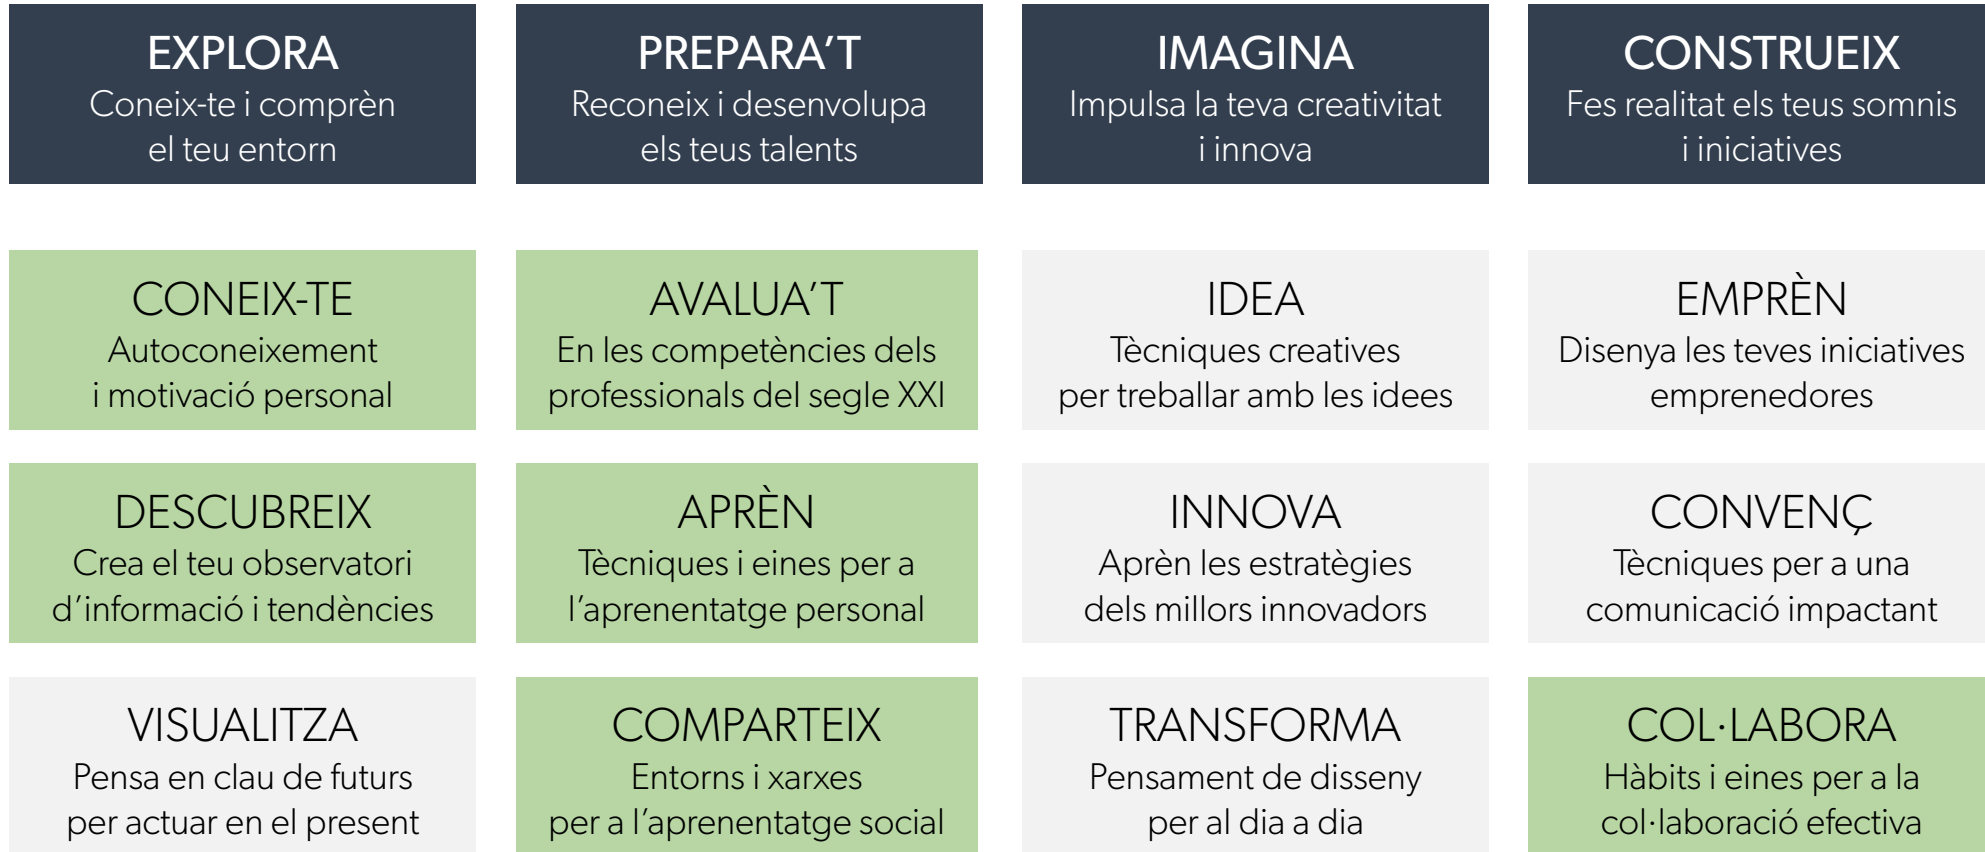 EXPLORA
Coneix-te i comprèn
el teu entorn
PREPARA’T
Reconeix i desenvolupa
els teus talents
IMAGINA
Impulsa la teva creativitat
i innova
CONSTRUEIX
Fes realitat els teus somnis
i iniciatives
CONEIX-TE
Autoconeixement
i motivació personal
AVALUA’T
En les competències dels
professionals del segle XXI
IDEA
Tècniques creatives
per treballar amb les idees
EMPRÈN
Disenya les teves iniciatives
emprenedores
DESCUBREIX
Crea el teu observatori
d’informació i tendències
APRÈN
Tècniques i eines per a
l’aprenentatge personal
INNOVA
Aprèn les estratègies
dels millors innovadors
CONVENÇ
Tècniques per a una
comunicació impactant
VISUALITZA
Pensa en clau de futurs
per actuar en el present
COMPARTEIX
Entorns i xarxes
per a l’aprenentatge social
TRANSFORMA
Pensament de disseny
per al dia a dia
COL·LABORA
Hàbits i eines per a la
col·laboració efectiva